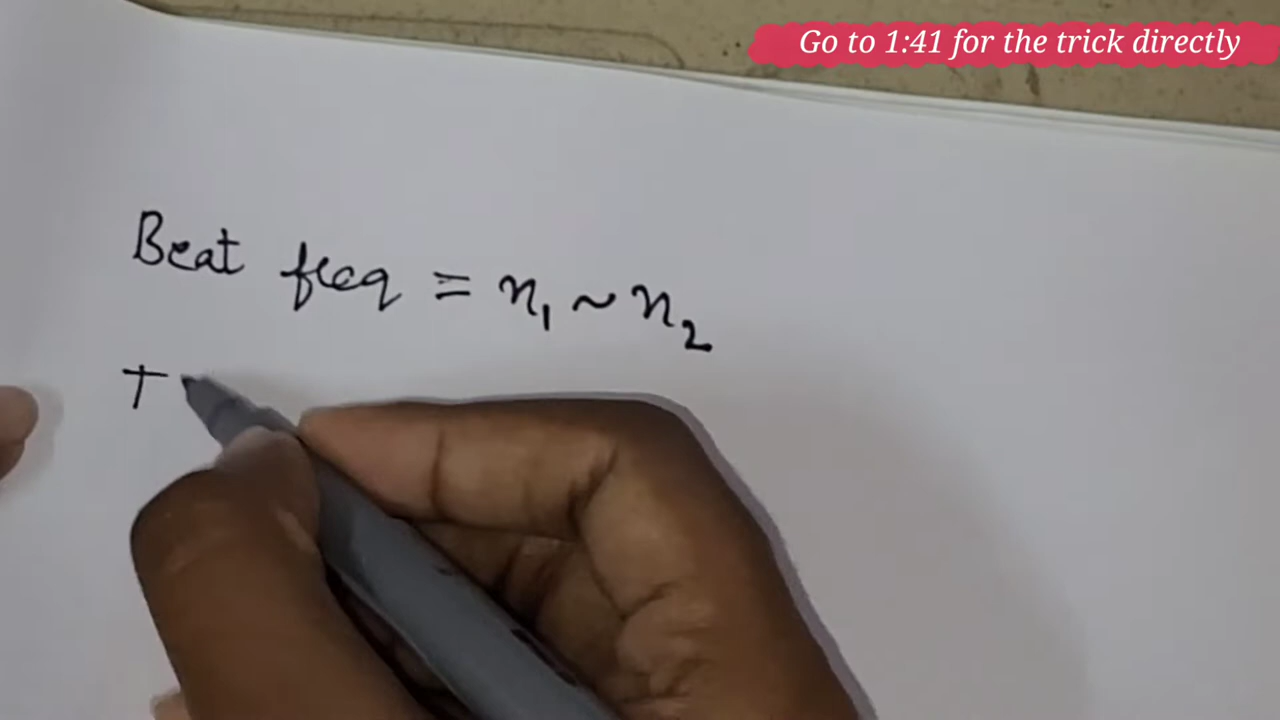 Go to 1:41 for the trick directly
Beat freq = n₁ ~ n₂
T